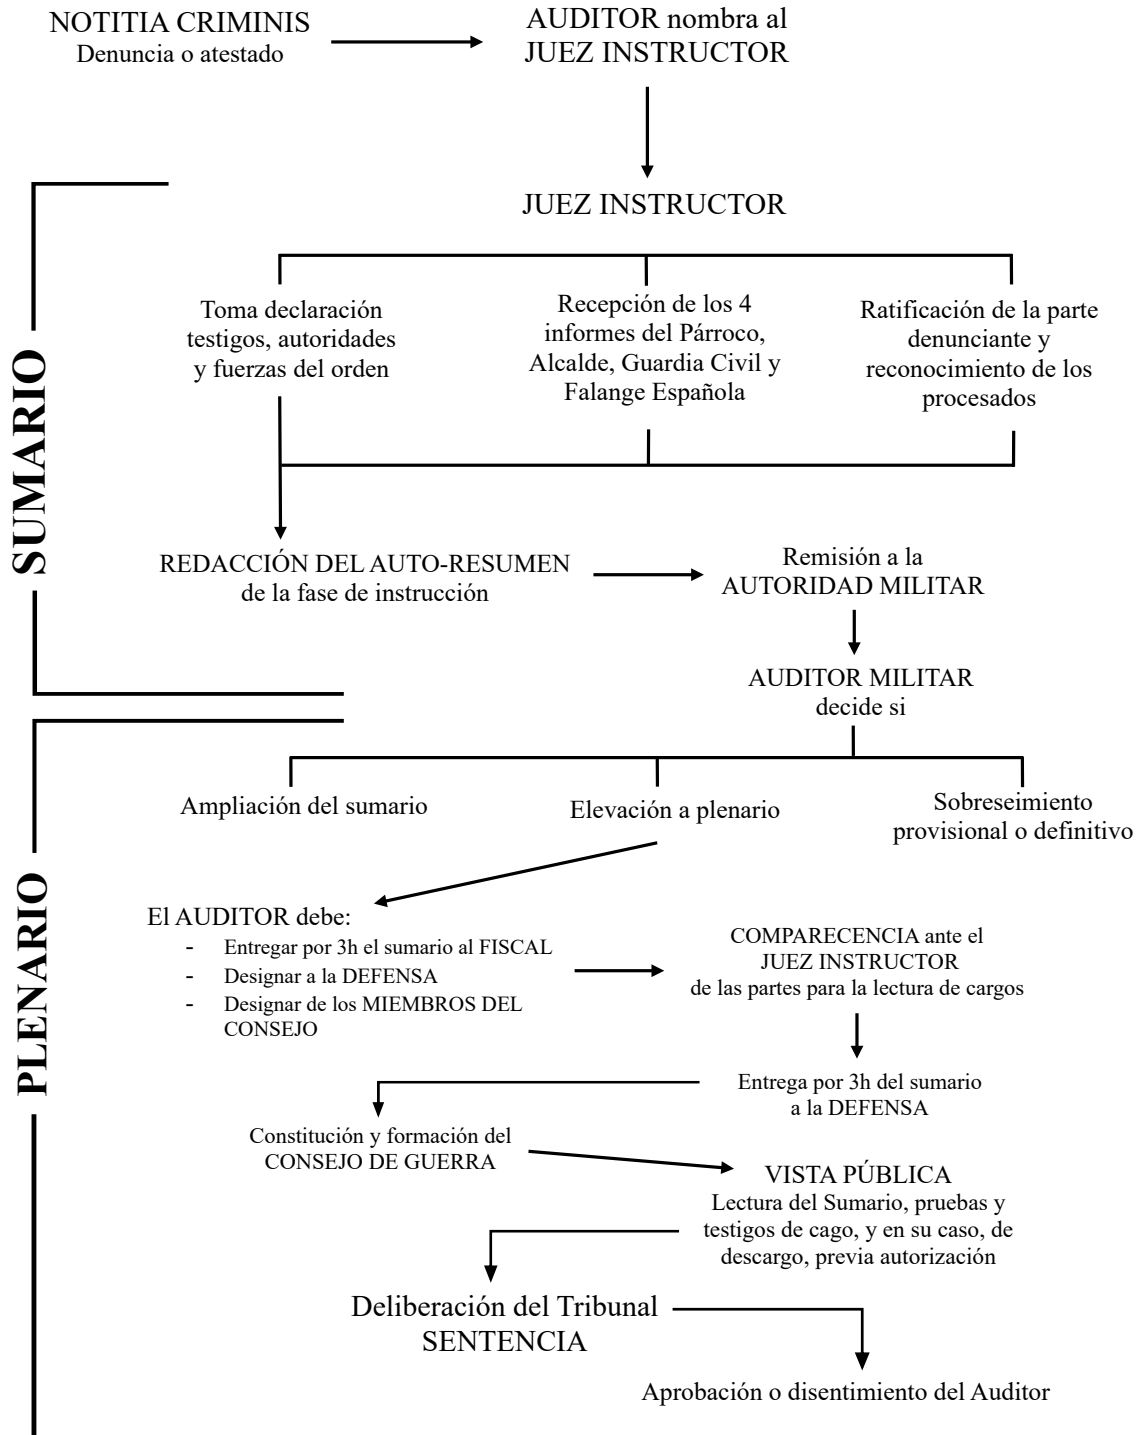 NOTITIA CRIMINIS
Denuncia o atestado
AUDITOR nombra al
JUEZ INSTRUCTOR
SUMARIO
JUEZ INSTRUCTOR
Toma declaración
testigos, autoridades
y fuerzas del orden
Recepción de los 4
informes del Párroco,
Alcalde, Guardia Civil y
Falange Española
Ratificación de la parte
denunciante y
reconocimiento de los
procesados
REDACCIÓN DEL AUTO-RESUMEN
de la fase de instrucción
Remisión a la
AUTORIDAD MILITAR
AUDITOR MILITAR
decide si
PLENARIO
Ampliación del sumario
Elevación a plenario
Sobreseimiento
provisional o definitivo
El AUDITOR debe:
- Entregar por 3h el sumario al FISCAL
- Designar a la DEFENSA
- Designar de los MIEMBROS DEL
CONSEJO
COMPARECENCIA ante el
JUEZ INSTRUCTOR
de las partes para la lectura de cargos
Entrega por 3h del sumario
a la DEFENSA
Constitución y formación del
CONSEJO DE GUERRA
VISTA PÚBLICA
Lectura del Sumario, pruebas y
testigos de cago, y en su caso, de
descargo, previa autorización
Deliberación del Tribunal
SENTENCIA
Aprobación o disentimiento del Auditor